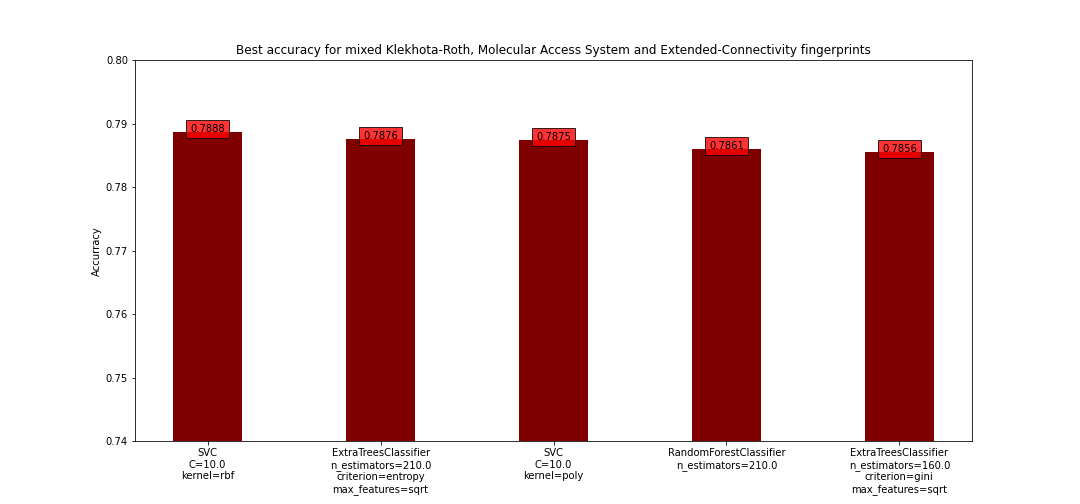 Best accuracy for mixed Klekhota-Roth, Molecular Access System and Extended-Connectivity fingerprints
0.80
0.79
0.78
0.77
0.76
0.75
0.74
Accurracy
0.7888
0.7876
0.7875
0.7861
0.7856
SVC
C=10.0
kernel=rbf
ExtraTreesClassifier
n_estimators=210.0
criterion=entropy
max_features=sqrt
SVC
C=10.0
kernel=poly
RandomForestClassifier
n_estimators=210.0
ExtraTreesClassifier
n_estimators=160.0
criterion=gini
max_features=sqrt